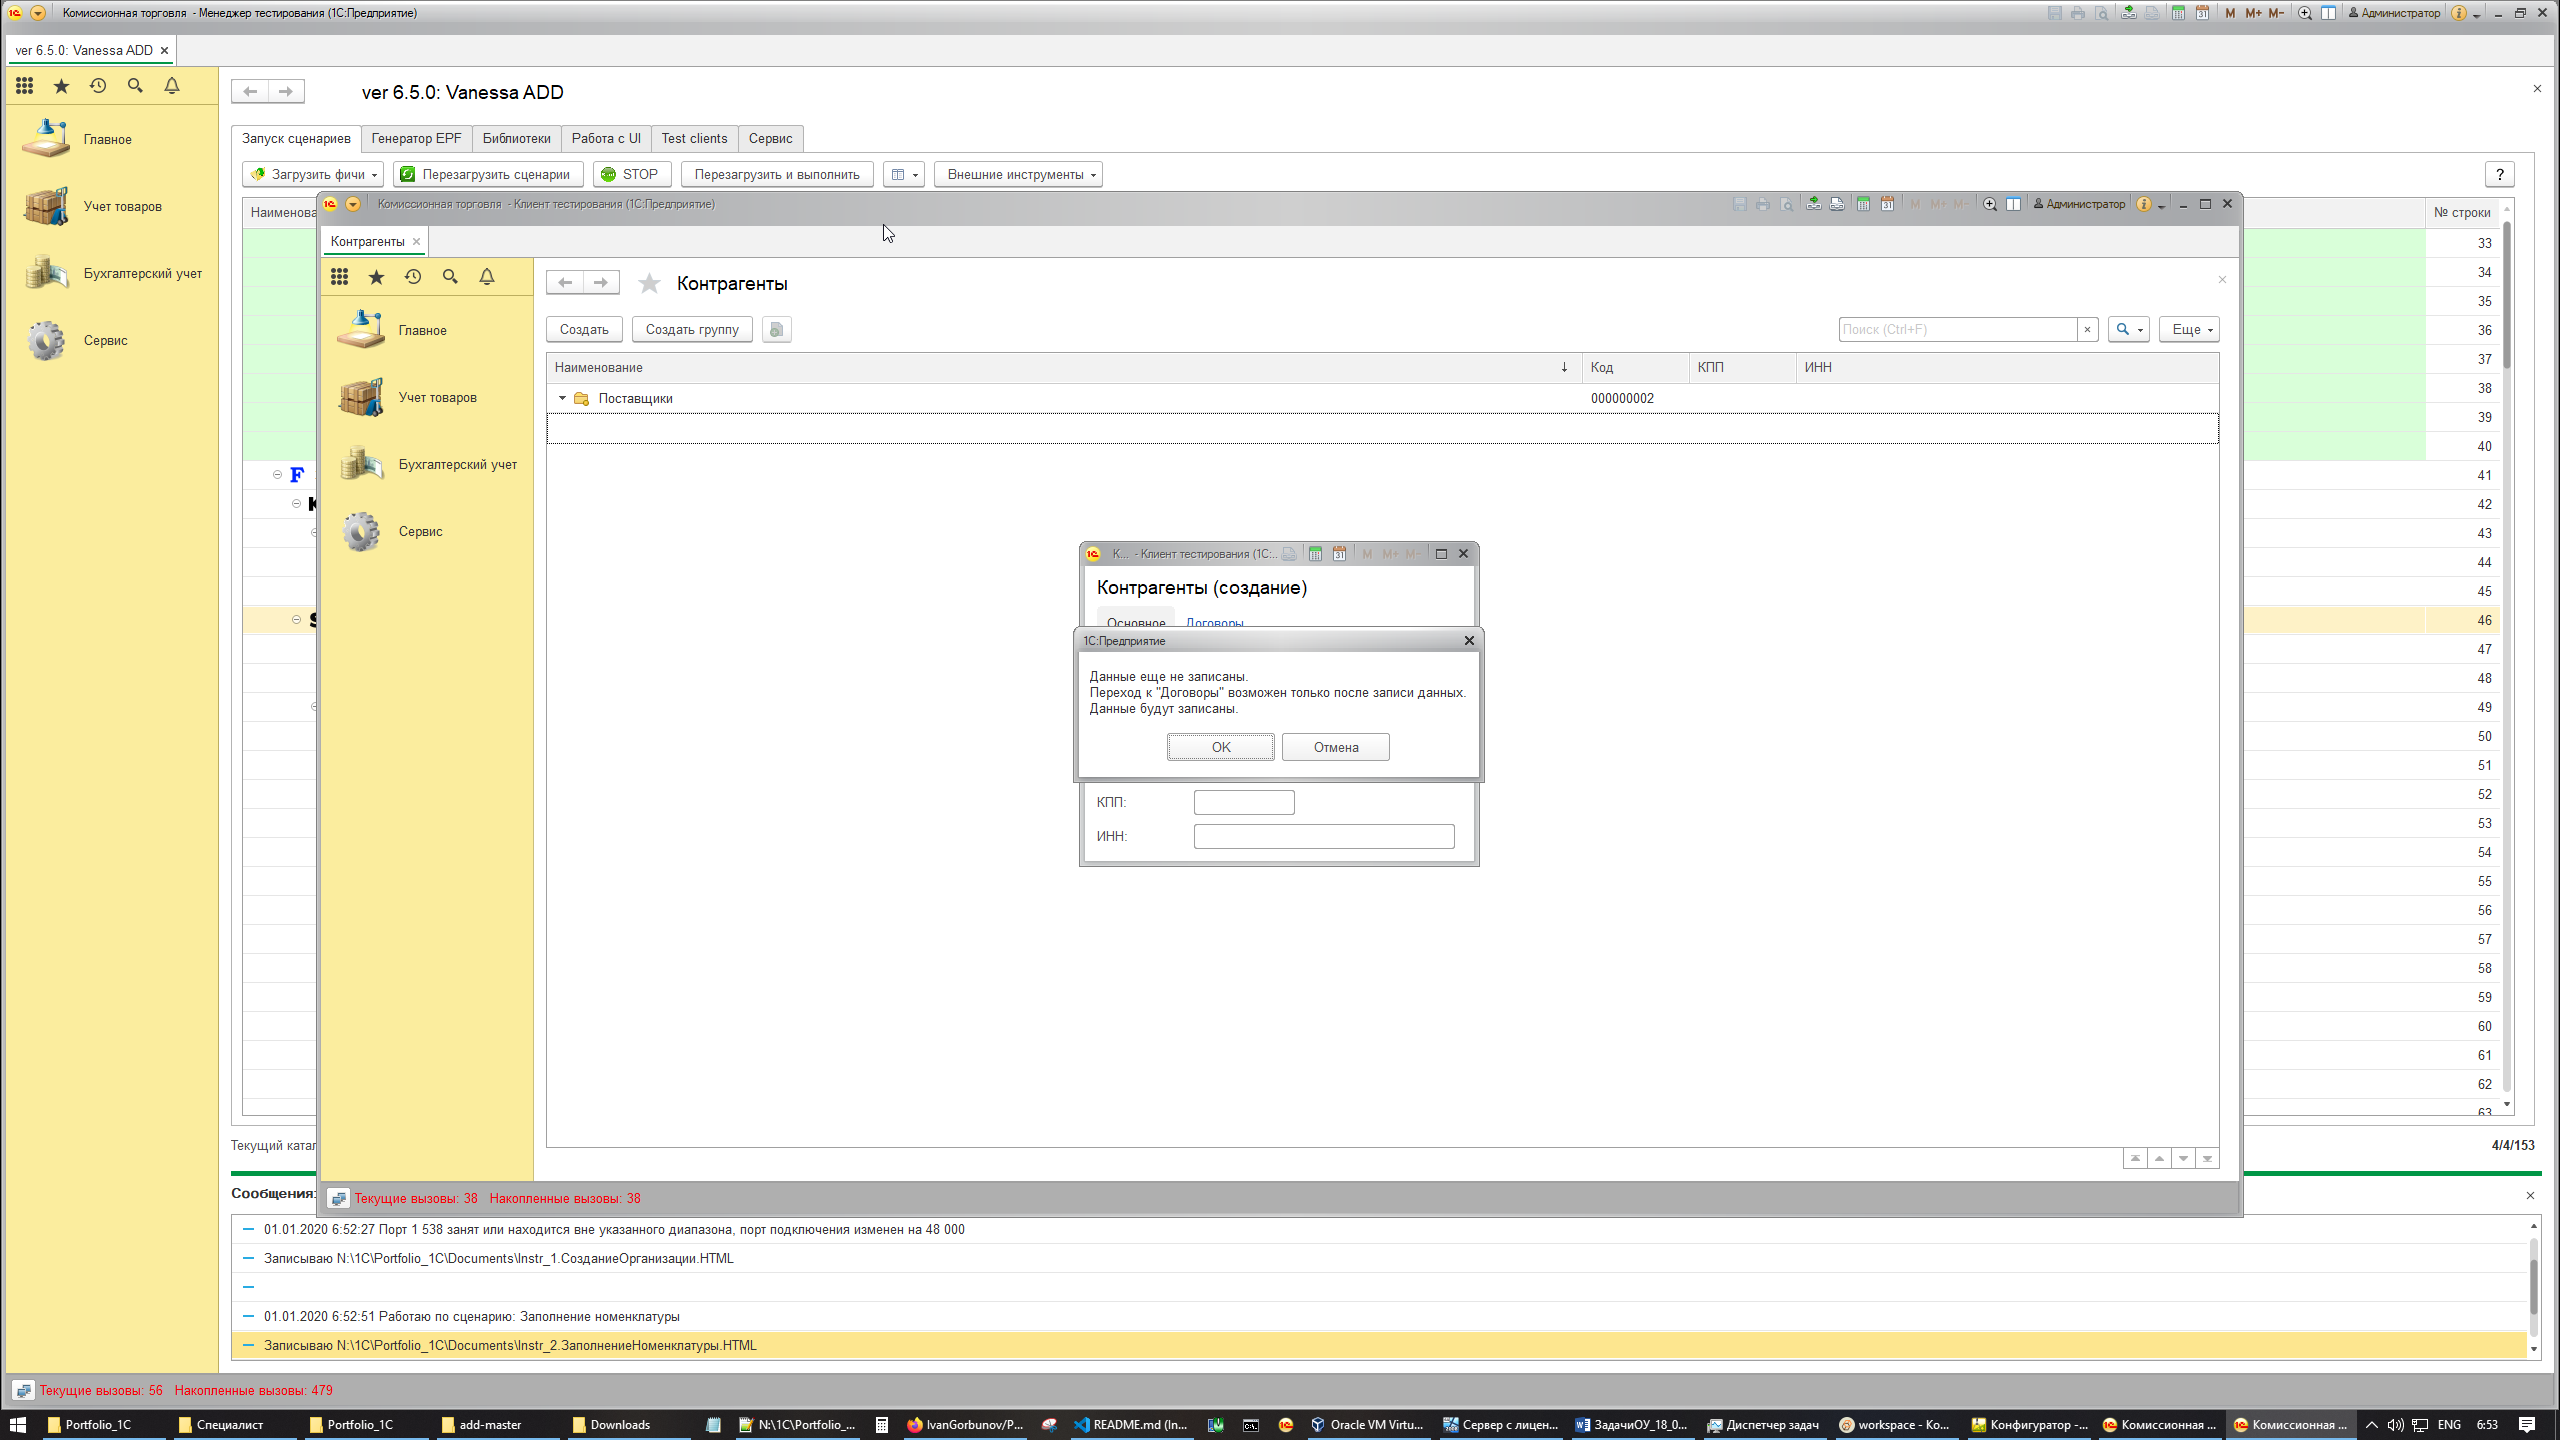 Комиссионная торговля - Менеджер тестирования (1С:Предприятие)
M M+ M- Администратор
ver 6.5.0: Vanessa ADD
ver 6.5.0: Vanessa ADD
Главное
Учет товаров
Бухгалтерский учет
Сервис
Запуск сценариев Генератор EPF Библиотеки Работа с UI Test clients Сервис
Загрузить фичи Перезагрузить сценарии STOP Перезагрузить и выполнить Внешние инструменты ?
№ строки
33
34
35
36
37
38
39
40
41
42
43
44
45
46
47
48
49
50
51
52
53
54
55
56
57
58
59
60
61
62
63
F
Комиссионная торговля - Клиент тестирования (1С:Предприятие)
M M+ M- Администратор
Контрагенты
Главное
Учет товаров
Бухгалтерский учет
Сервис
Контрагенты
Создать Создать группу Поиск (Ctrl+F) Еще
Наименование Код КПП ИНН
Поставщики 000000002
К... - Клиент тестирования (1С:... M M+ M-
Контрагенты (создание)
Основное Договоры
1С:Предприятие
Данные еще не записаны.
Переход к "Договоры" возможен только после записи данных.
Данные будут записаны.
OK Отмена
КПП:
ИНН:
Текущие вызовы: 38 Накопленные вызовы: 38
4/4/153
Сообщения:
01.01.2020 6:52:27 Порт 1 538 занят или находится вне указанного диапазона, порт подключения изменен на 48 000
Записываю N:\1C\Portfolio_1C\Documents\Instr_1.СозданиеОрганизации.HTML
01.01.2020 6:52:51 Работаю по сценарию: Заполнение номенклатуры
Записываю N:\1C\Portfolio_1C\Documents\Instr_2.ЗаполнениеНоменклатуры.HTML
Текущие вызовы: 56 Накопленные вызовы: 479
Portfolio_1C Специалист Portfolio_1C add-master Downloads N:\1C\Portfolio_... IvanGorbunov/P... README.md (In... Oracle VM Virtu... Сервер с лицен... ЗадачиОУ_18_0... Диспетчер задач workspace - Ко... Конфигуратор -... Комиссионная ... Комиссионная ... ENG 6:53